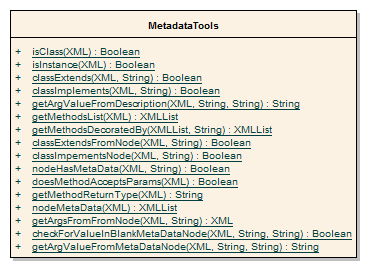 MetadataTools
+ isClass(XML) : Boolean
+ isInstance(XML) : Boolean
+ classExtends(XML, String) : Boolean
+ classImplements(XML, String) : Boolean
+ getArgValueFromDescription(XML, String, String) : String
+ getMethodsList(XML) : XMLList
+ getMethodsDecoratedBy(XMLList, String) : XMLList
+ classExtendsFromNode(XML, String) : Boolean
+ classImpementsNode(XML, String) : Boolean
+ nodeHasMetaData(XML, String) : Boolean
+ doesMethodAcceptsParams(XML) : Boolean
+ getMethodReturnType(XML) : String
+ nodeMetaData(XML) : XMLList
+ getArgsFromFromNode(XML, String) : XML
+ checkForValueInBlankMetaDataNode(XML, String, String) : Boolean
+ getArgValueFromMetaDataNode(XML, String, String) : String